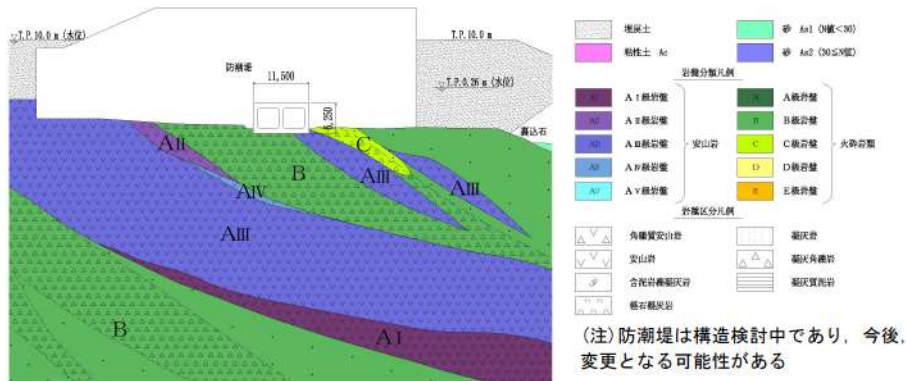 T.P.10.0 m (水位)
T.P.10.0 m
防潮堤
11,500
6,250
T.P.0.26 m (水位)
裏込石
AⅡ
C
B
AⅢ
AⅢ
AⅣ
AⅢ
B
AⅠ
埋戻土
砂 As1 (N値<30)
粘性土 Ac
砂 As2 (30≦N値)
岩盤分類凡例
AⅠ級岩盤
A A級岩盤
AⅡ級岩盤
B B級岩盤
AⅢ級岩盤
安山岩
C C級岩盤
火砕岩類
AⅣ級岩盤
D D級岩盤
AⅤ級岩盤
E E級岩盤
岩種区分凡例
角礫質安山岩
凝灰岩
安山岩
凝灰角礫岩
含泥岩礫凝灰岩
凝灰質泥岩
軽石凝灰岩
(注)防潮堤は構造検討中であり，今後，
変更となる可能性がある